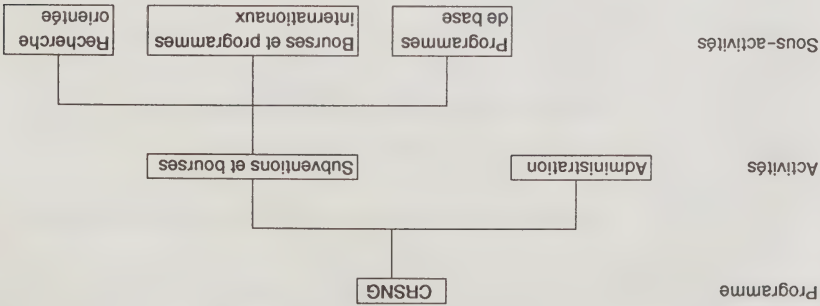 Programme
CRSNG
Activités
Administration
Subventions et bourses
Sous-activités
Programmes
de base
Bourses et programmes
internationaux
Recherche
orientée